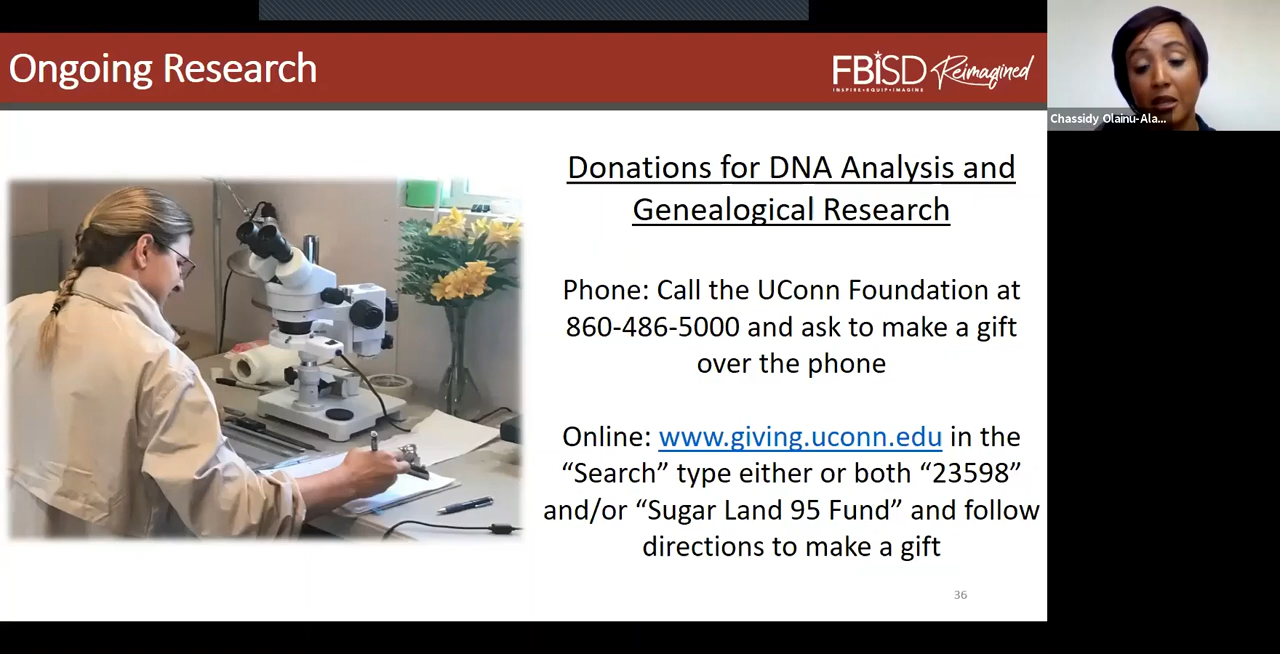 Ongoing Research
FBISD Reimagined
INSPIRE•EQUIP•IMAGINE
Chassidy Olainu-Ala...
Donations for DNA Analysis and
Genealogical Research
Phone: Call the UConn Foundation at
860-486-5000 and ask to make a gift
over the phone
Online: www.giving.uconn.edu in the
“Search” type either or both “23598”
and/or “Sugar Land 95 Fund” and follow
directions to make a gift
36